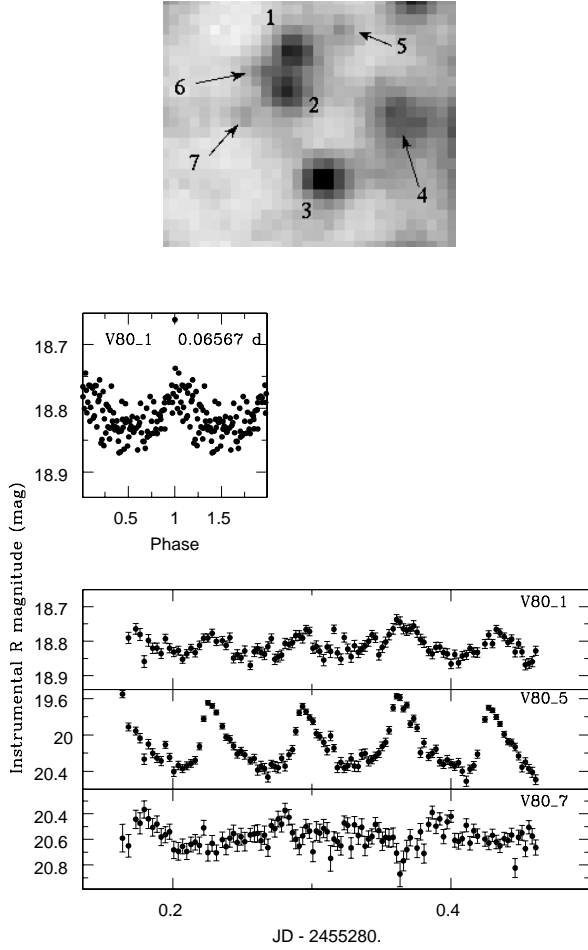 1
5
6
2
7
4
3
V80_1 0.06567 d
18.7
18.8
18.9
0.5 1 1.5
Phase
Instrumental R magnitude (mag)
V80_1
18.7
18.8
18.9
V80_5
19.6
20
20.4
V80_7
20.4
20.6
20.8
0.2 0.4
JD - 2455280.